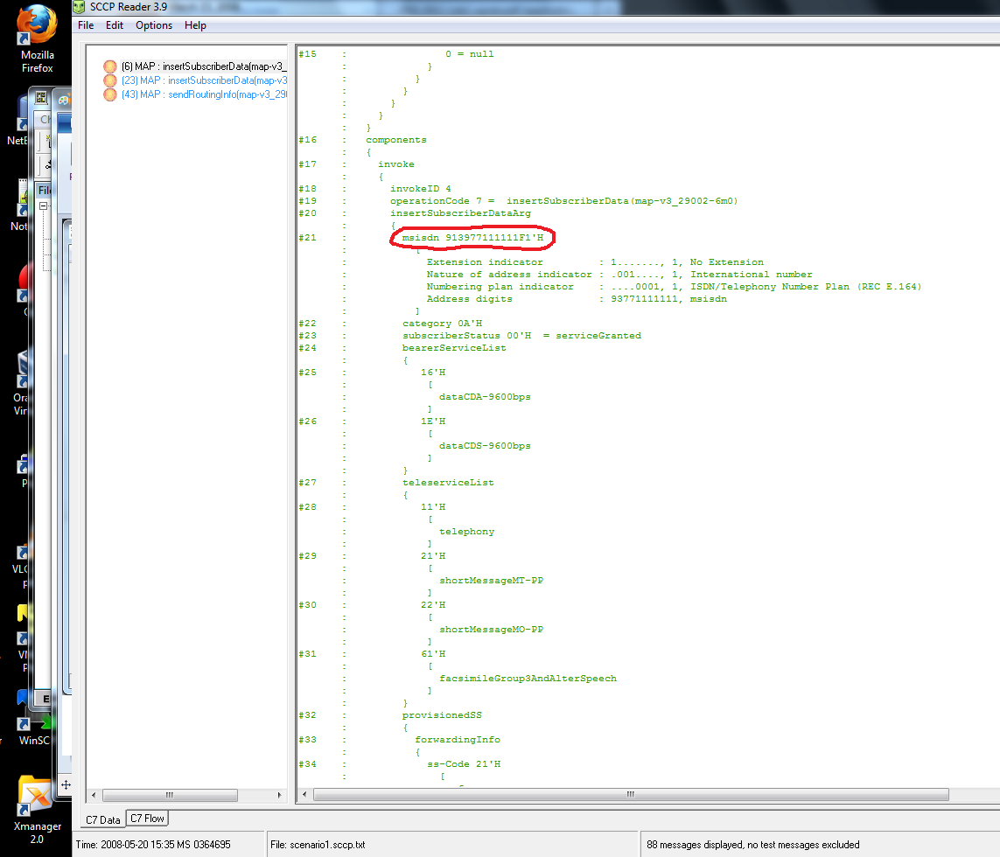 SCCP Reader 3.9
File Edit Options Help
Mozilla
Firefox
(6) MAP : insertSubscriberData(map-v3_
(23) MAP : insertSubscriberData(map-v3
(43) MAP : sendRoutingInfo(map-v3_290
#15 : 0 = null
: }
: }
: }
: }
: }
: }
#16 : components
: {
#17 : invoke
: {
#18 : invokeID 4
#19 : operationCode 7 = insertSubscriberData(map-v3_29002-6m0)
#20 : insertSubscriberDataArg
: {
#21 : msisdn 913977111111F1'H
: [
: Extension indicator : 1......., 1, No Extension
: Nature of address indicator : .001...., 1, International number
: Numbering plan indicator : ....0001, 1, ISDN/Telephony Number Plan (REC E.164)
: Address digits : 93771111111, msisdn
: ]
#22 : category 0A'H
#23 : subscriberStatus 00'H = serviceGranted
#24 : bearerServiceList
: {
#25 : 16'H
: [
: dataCDA-9600bps
: ]
#26 : 1E'H
: [
: dataCDS-9600bps
: ]
: }
#27 : teleserviceList
: {
#28 : 11'H
: [
: telephony
: ]
#29 : 21'H
: [
: shortMessageMT-PP
: ]
#30 : 22'H
: [
: shortMessageMO-PP
: ]
#31 : 61'H
: [
: facsimileGroup3AndAlterSpeech
: ]
: }
#32 : provisionedSS
: {
#33 : forwardingInfo
: {
#34 : ss-Code 21'H
: [
NetB
File
Not
Ora
Vir
VLC
WinSC
Xmanager
2.0
C7 Data C7 Flow
Time: 2008-05-20 15:35 MS 0364695 File: scenario1.sccp.txt 88 messages displayed, no test messages excluded